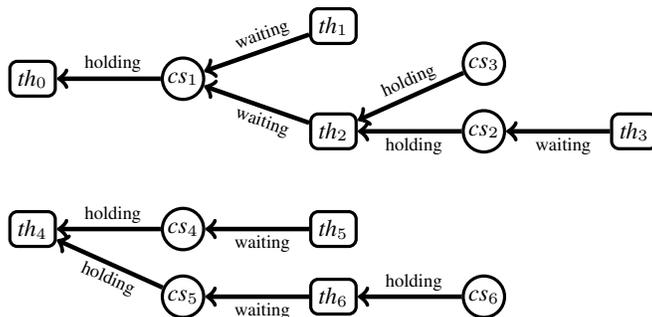 th₁
waiting
th₀ holding cs₁ cs₃
holding
waiting
th₂ holding cs₂ waiting th₃
th₄ holding cs₄ waiting th₅
holding
cs₅ waiting th₆ holding cs₆